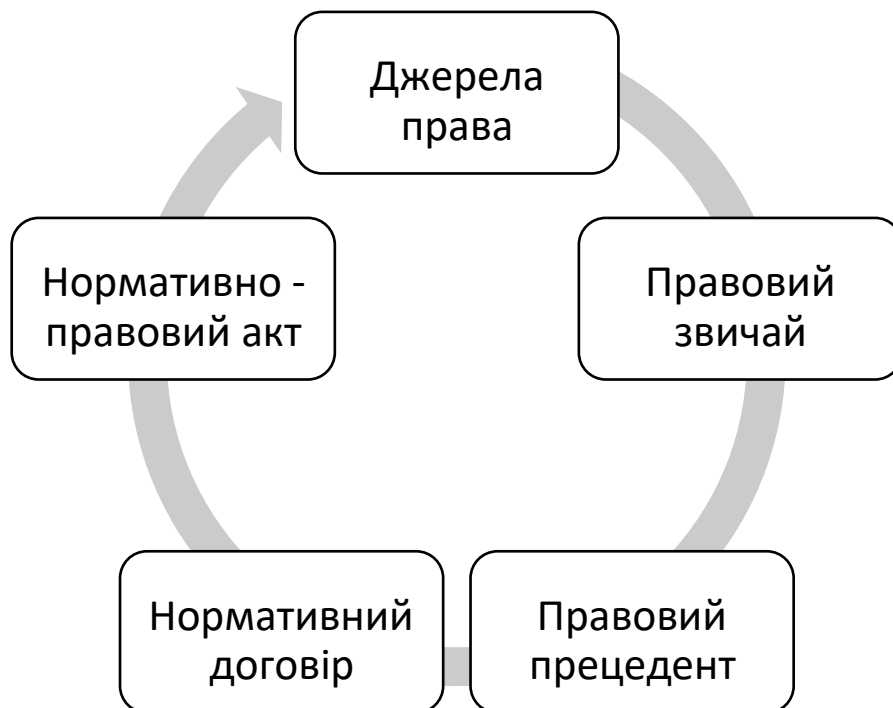 Джерела
права
Правовий
звичай
Правовий
прецедент
Нормативний
договір
Нормативно -
правовий акт